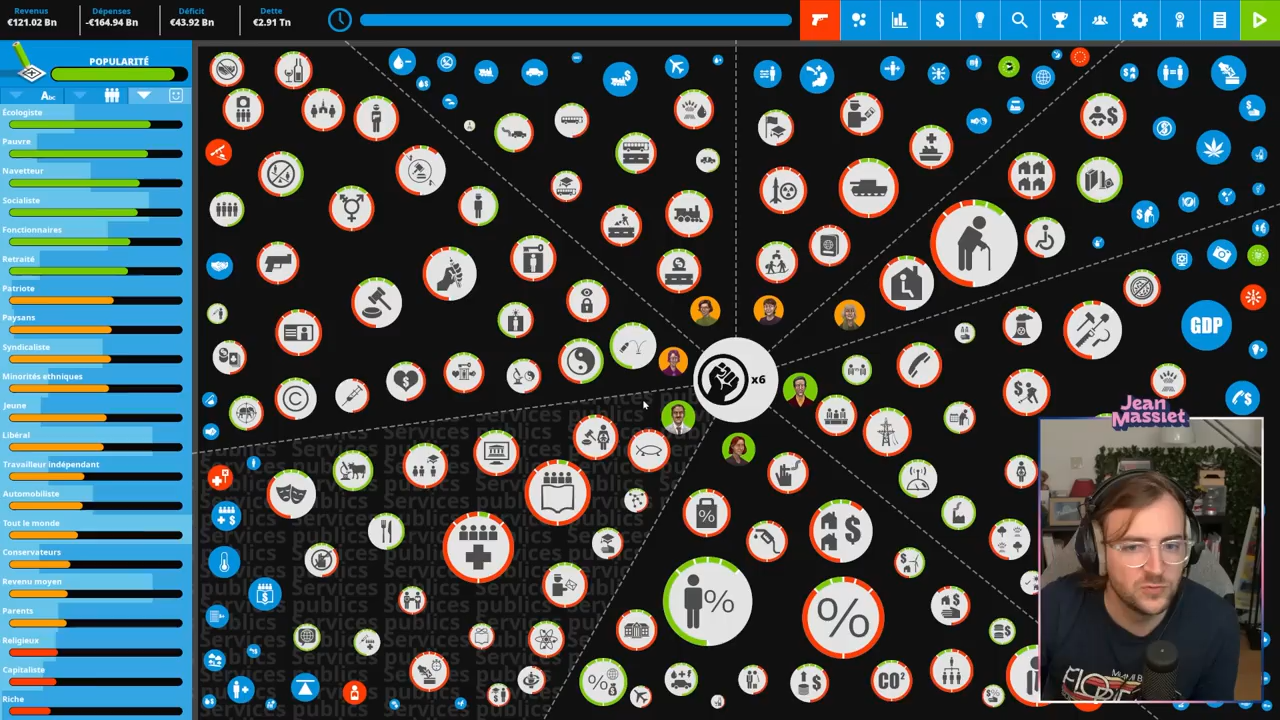 Revenus
€121.02 Bn
Dépenses
-€164.94 Bn
Déficit
€43.92 Bn
Dette
€2.91 Tn
POPULARITÉ
Abc
Écologiste
Pauvre
Navetteur
Socialiste
Fonctionnaires
Retraité
Patriote
Paysans
Syndicaliste
Minorités ethniques
Jeune
Libéral
Travailleur indépendant
Automobiliste
Tout le monde
Conservateurs
Revenu moyen
Parents
Religieux
Capitaliste
Riche
x6
GDP
Services publics
%
%
%
CO²
Jean
Massiet